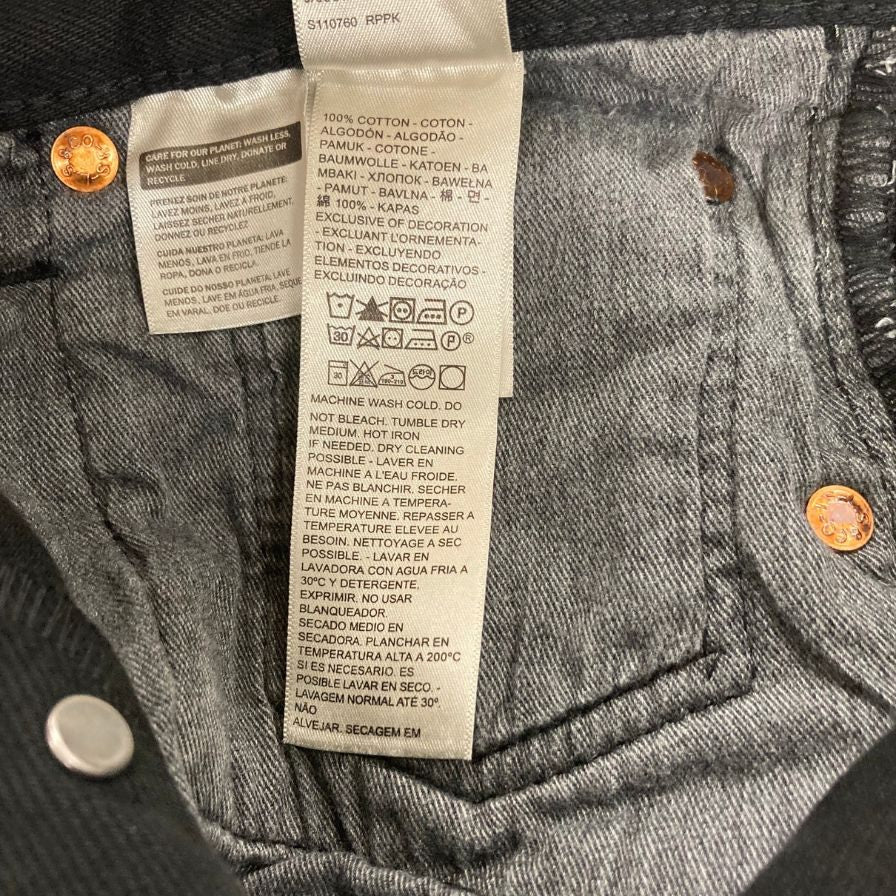 S110760 RPPK
CARE FOR OUR PLANET: WASH LESS,
WASH COLD, LINE DRY, DONATE OR
RECYCLE
PRENEZ SOIN DE NOTRE PLANETE:
LAVEZ MOINS, LAVEZ À FROID,
LAISSEZ SECHER NATURELLEMENT,
DONNEZ OU RECYCLEZ
CUIDA NUESTRO PLANETA: LAVA
MENOS, LAVA EN FRIO, TIENDE LA
ROPA, DONA O RECICLA.
CUIDE DO NOSSO PLANETA: LAVE
MENOS, LAVE EM ÁGUA FRIA, SEQUE
EM VARAL, DOE OU RECICLE.
100% COTTON - COTON -
ALGODÓN - ALGODÃO -
PAMUK - COTONE -
BAUMWOLLE - KATOEN - BA
MBAKI - ХЛОПОК - BAWEŁNA
- PAMUT - BAVLNA - 棉 - 면 -
綿 100% - KAPAS
EXCLUSIVE OF DECORATION
- EXCLUANT L'ORNEMENTA-
TION - EXCLUYENDO
ELEMENTOS DECORATIVOS -
EXCLUINDO DECORAÇÃO
P
30 P ®
30 180-210 드라이
MACHINE WASH COLD. DO
NOT BLEACH. TUMBLE DRY
MEDIUM. HOT IRON
IF NEEDED. DRY CLEANING
POSSIBLE - LAVER EN
MACHINE A L'EAU FROIDE.
NE PAS BLANCHIR. SECHER
EN MACHINE A TEMPERA-
TURE MOYENNE. REPASSER A
TEMPERATURE ELEVEE AU
BESOIN. NETTOYAGE A SEC
POSSIBLE. - LAVAR EN
LAVADORA CON AGUA FRIA A
30ºC Y DETERGENTE.
EXPRIMIR. NO USAR
BLANQUEADOR.
SECADO MEDIO EN
SECADORA. PLANCHAR EN
TEMPERATURA ALTA A 200ºC
SI ES NECESARIO. ES
POSIBLE LAVAR EN SECO. -
LAVAGEM NORMAL ATÉ 30º.
NÃO
ALVEJAR. SECAGEM EM